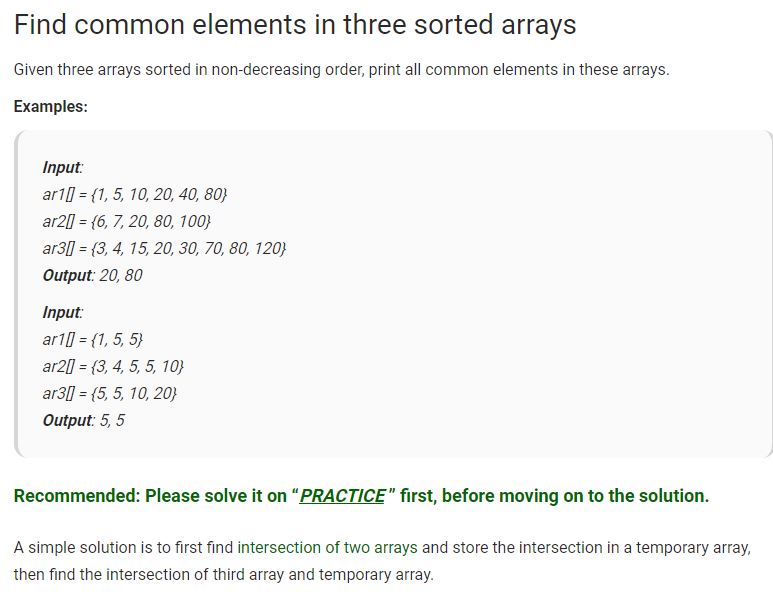 Find common elements in three sorted arrays
Given three arrays sorted in non-decreasing order, print all common elements in these arrays.
Examples:
Input:
ar1[] = {1, 5, 10, 20, 40, 80}
ar2[] = {6, 7, 20, 80, 100}
ar3[] = {3, 4, 15, 20, 30, 70, 80, 120}
Output: 20, 80
Input:
ar1[] = {1, 5, 5}
ar2[] = {3, 4, 5, 5, 10}
ar3[] = {5, 5, 10, 20}
Output: 5, 5
Recommended: Please solve it on “PRACTICE” first, before moving on to the solution.
A simple solution is to first find intersection of two arrays and store the intersection in a temporary array,
then find the intersection of third array and temporary array.